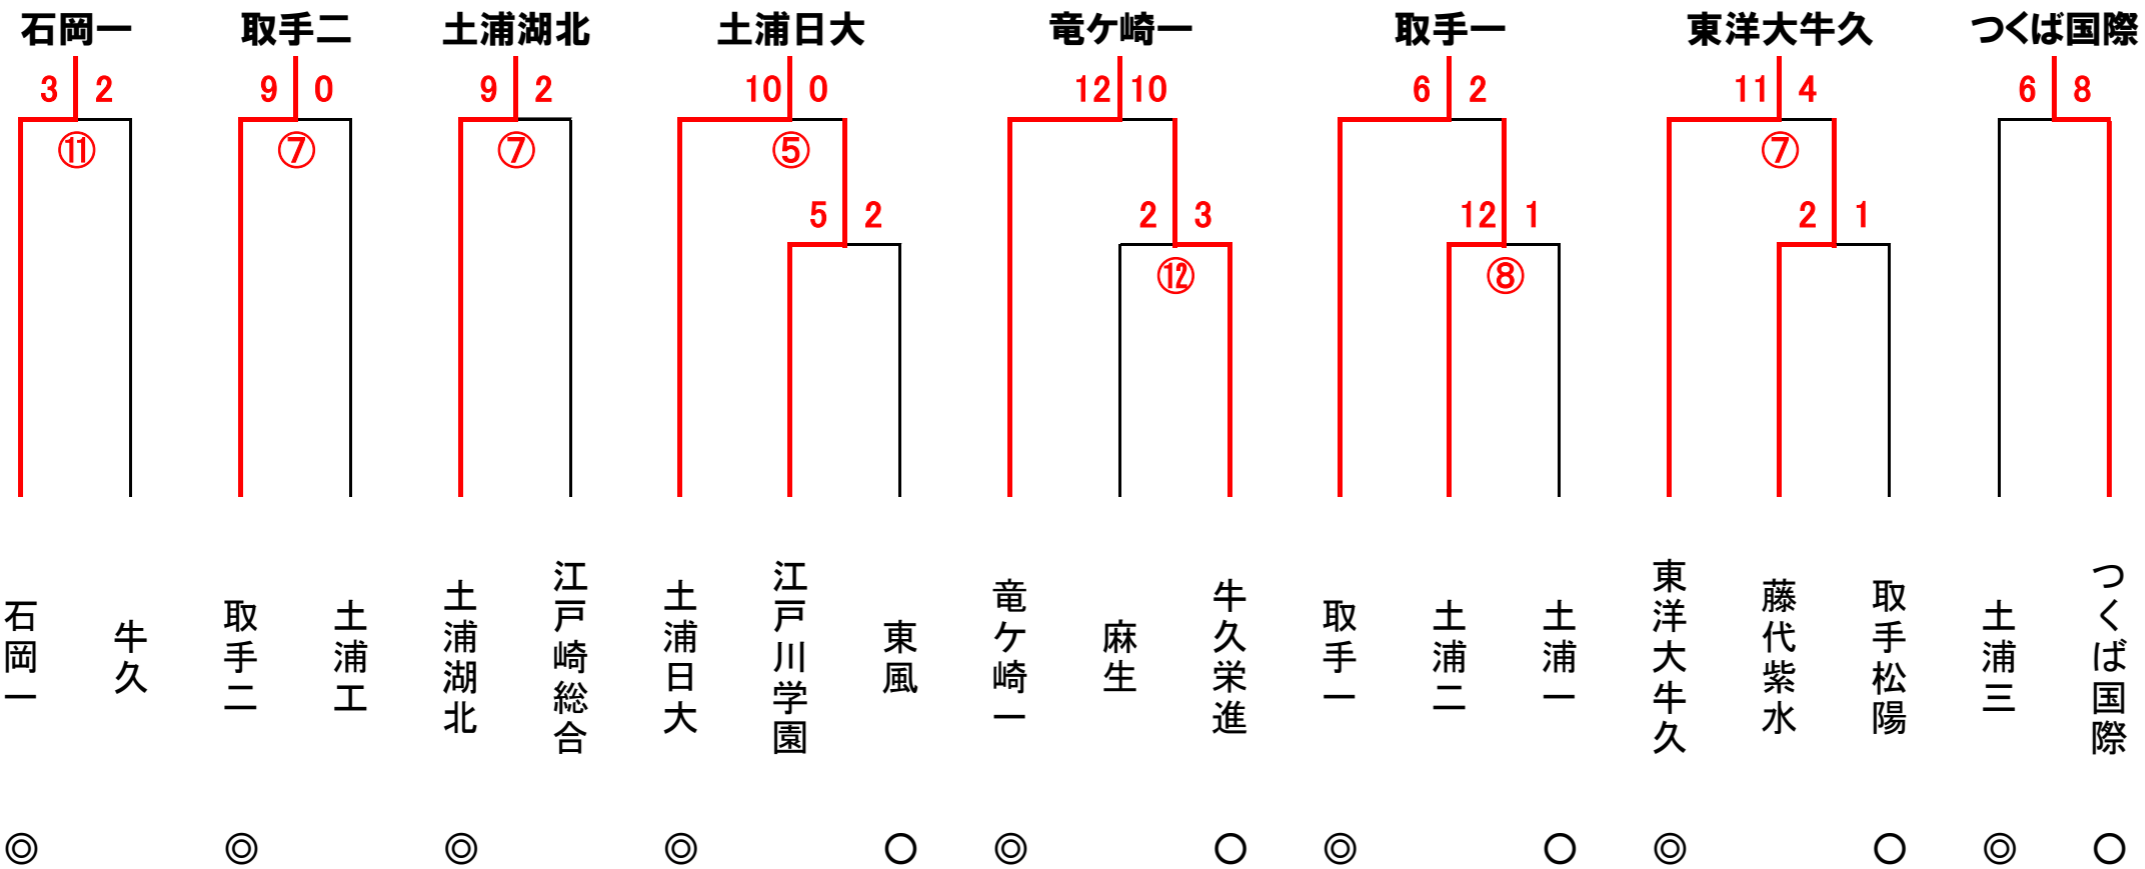 石岡一 取手二 土浦湖北 土浦日大 竜ケ崎一 取手一 東洋大牛久 つくば国際
3 2 9 0 9 2 10 0 12 10 6 2 11 4 6 8
⑪ ⑦ ⑦ ⑤ ⑦
5 2 2 3 12 1 2 1
⑫ ⑧
石岡一
牛久
取手二
土浦工
土浦湖北
江戸崎総合
土浦日大
江戸川学園
東風
竜ケ崎一
麻生
牛久栄進
取手一
土浦二
土浦一
東洋大牛久
藤代紫水
取手松陽
土浦三
つくば国際
◎ ◎ ◎ ◎ ○ ◎ ○ ◎ ○ ◎ ○ ◎ ○